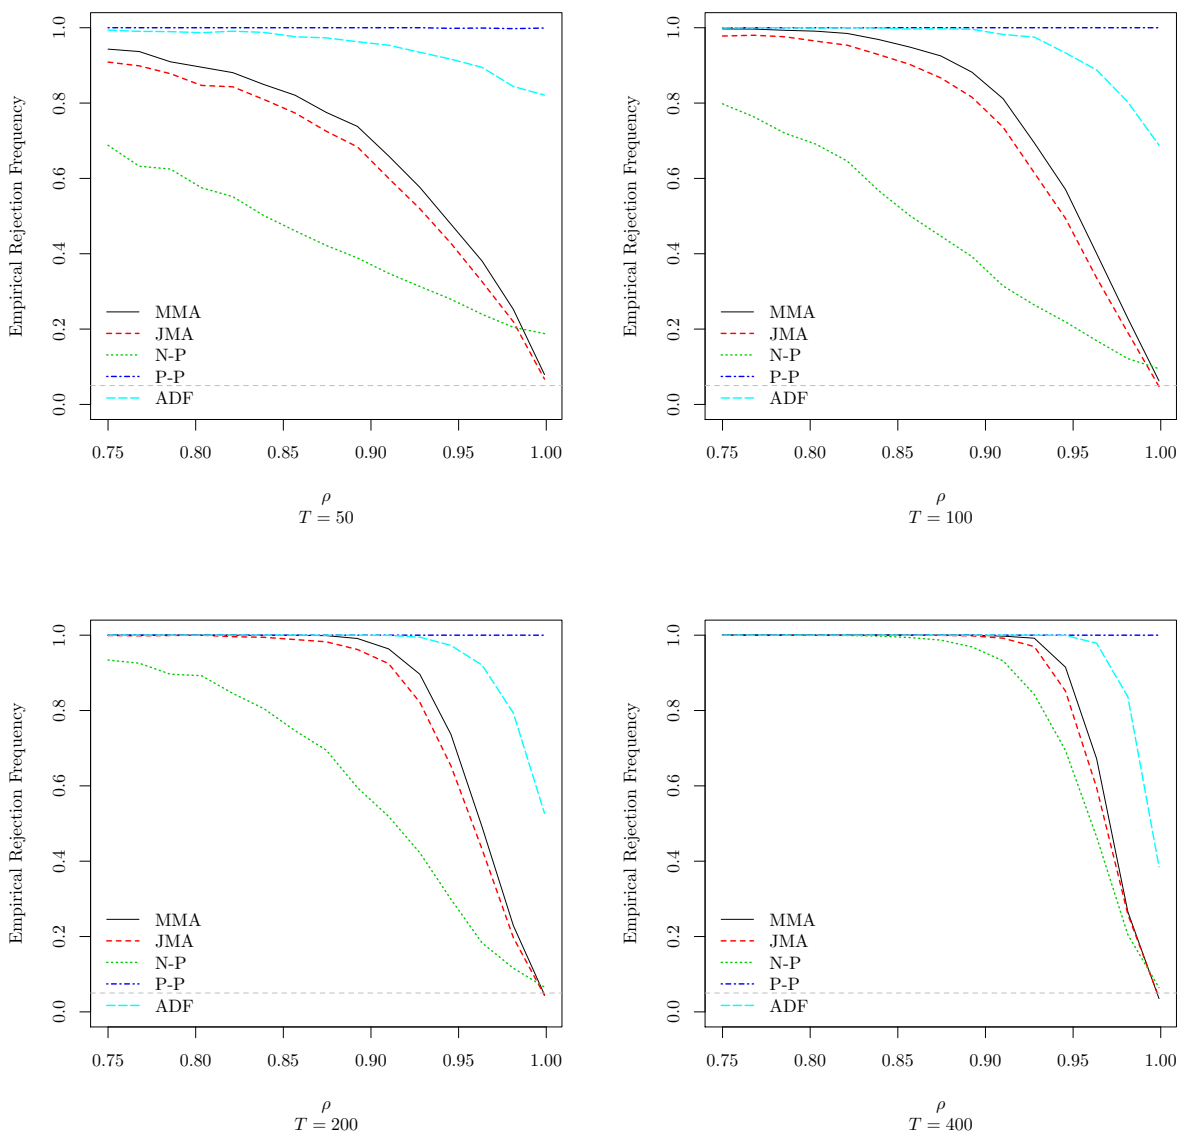 Empirical Rejection Frequency
1.0
0.8
0.6
0.4
0.2
0.0
MMA
JMA
N-P
P-P
ADF
0.75 0.80 0.85 0.90 0.95 1.00
ρ
T = 50
Empirical Rejection Frequency
1.0
0.8
0.6
0.4
0.2
0.0
MMA
JMA
N-P
P-P
ADF
0.75 0.80 0.85 0.90 0.95 1.00
ρ
T = 100
Empirical Rejection Frequency
1.0
0.8
0.6
0.4
0.2
0.0
MMA
JMA
N-P
P-P
ADF
0.75 0.80 0.85 0.90 0.95 1.00
ρ
T = 200
Empirical Rejection Frequency
1.0
0.8
0.6
0.4
0.2
0.0
MMA
JMA
N-P
P-P
ADF
0.75 0.80 0.85 0.90 0.95 1.00
ρ
T = 400